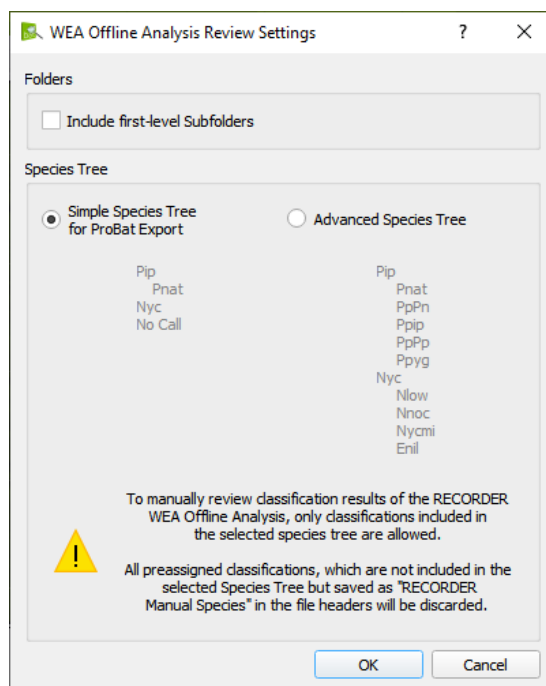 WEA Offline Analysis Review Settings
Folders
Include first-level Subfolders
Species Tree
Simple Species Tree
for ProBat Export
Advanced Species Tree
Pip
Pnat
Nyc
No Call
Pip
Pnat
PpPn
Ppip
PpPp
Ppyg
Nyc
Nlow
Nnoc
Nycmi
Enil
To manually review classification results of the RECORDER
WEA Offline Analysis, only classifications included in
the selected species tree are allowed.
All preassigned classifications, which are not included in the
selected Species Tree but saved as "RECORDER
Manual Species" in the file headers will be discarded.
OK
Cancel